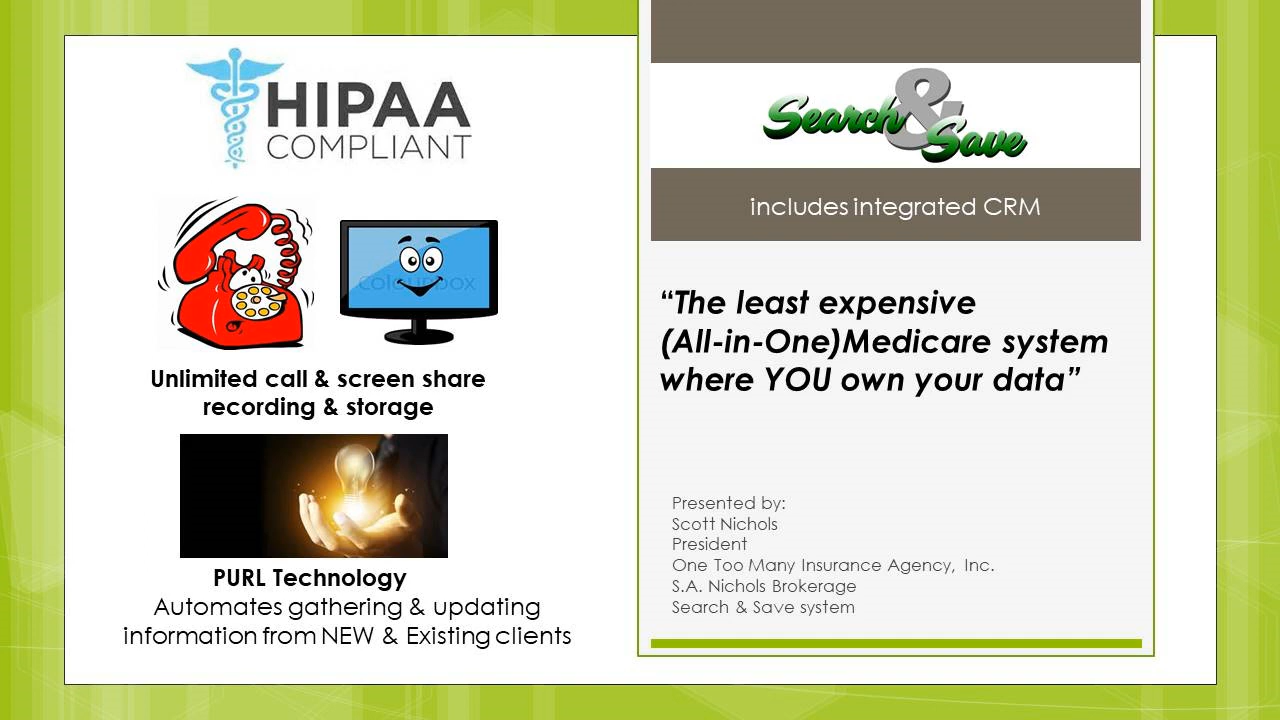 HIPAA
COMPLIANT
colourbox
Unlimited call & screen share
recording & storage
PURL Technology
Automates gathering & updating
information from NEW & Existing clients
Search & Save
includes integrated CRM
“The least expensive
(All-in-One)Medicare system
where YOU own your data”
Presented by:
Scott Nichols
President
One Too Many Insurance Agency, Inc.
S.A. Nichols Brokerage
Search & Save system